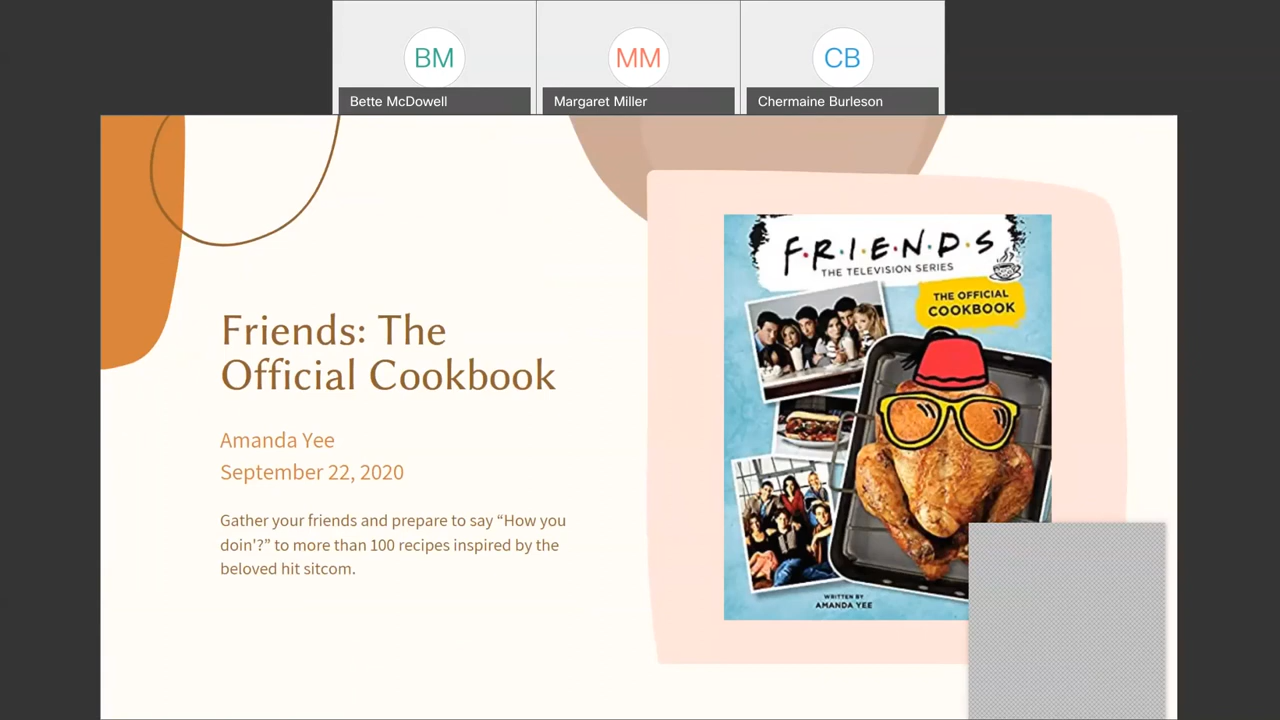 BM
MM
CB
Bette McDowell
Margaret Miller
Chermaine Burleson
Friends: The
Official Cookbook
Amanda Yee
September 22, 2020
Gather your friends and prepare to say “How you
doin'?” to more than 100 recipes inspired by the
beloved hit sitcom.
F·R·I·E·N·D·S
THE TELEVISION SERIES
THE OFFICIAL
COOKBOOK
WRITTEN BY
AMANDA YEE